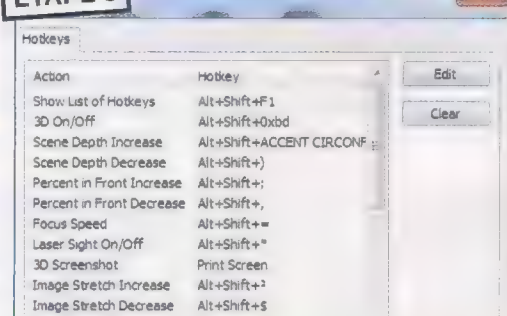 Hotkeys
Action Hotkey
Edit
Clear
Show List of Hotkeys Alt+Shift+F1
3D On/Off Alt+Shift+0xbd
Scene Depth Increase Alt+Shift+ACCENT CIRCONF
Scene Depth Decrease Alt+Shift+)
Percent in Front Increase Alt+Shift+;
Percent in Front Decrease Alt+Shift+,
Focus Speed Alt+Shift+=
Laser Sight On/Off Alt+Shift+*
3D Screenshot Print Screen
Image Stretch Increase Alt+Shift+²
Image Stretch Decrease Alt+Shift+$